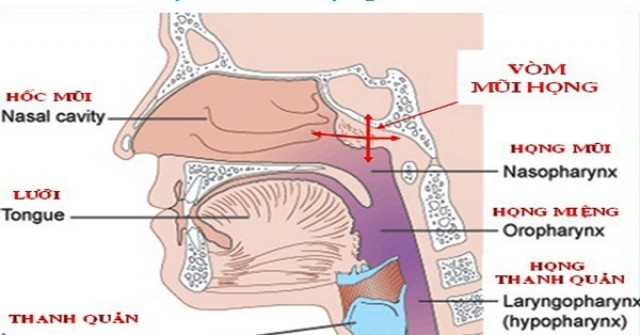 VÒM
MŨI HỌNG
HỐC MŨI
Nasal cavity
HỌNG MŨI
Nasopharynx
LƯỠI
Tongue
HỌNG MIỆNG
Oropharynx
HỌNG
THANH QUẢN
Laryngopharynx
(hypopharynx)
THANH QUẢN